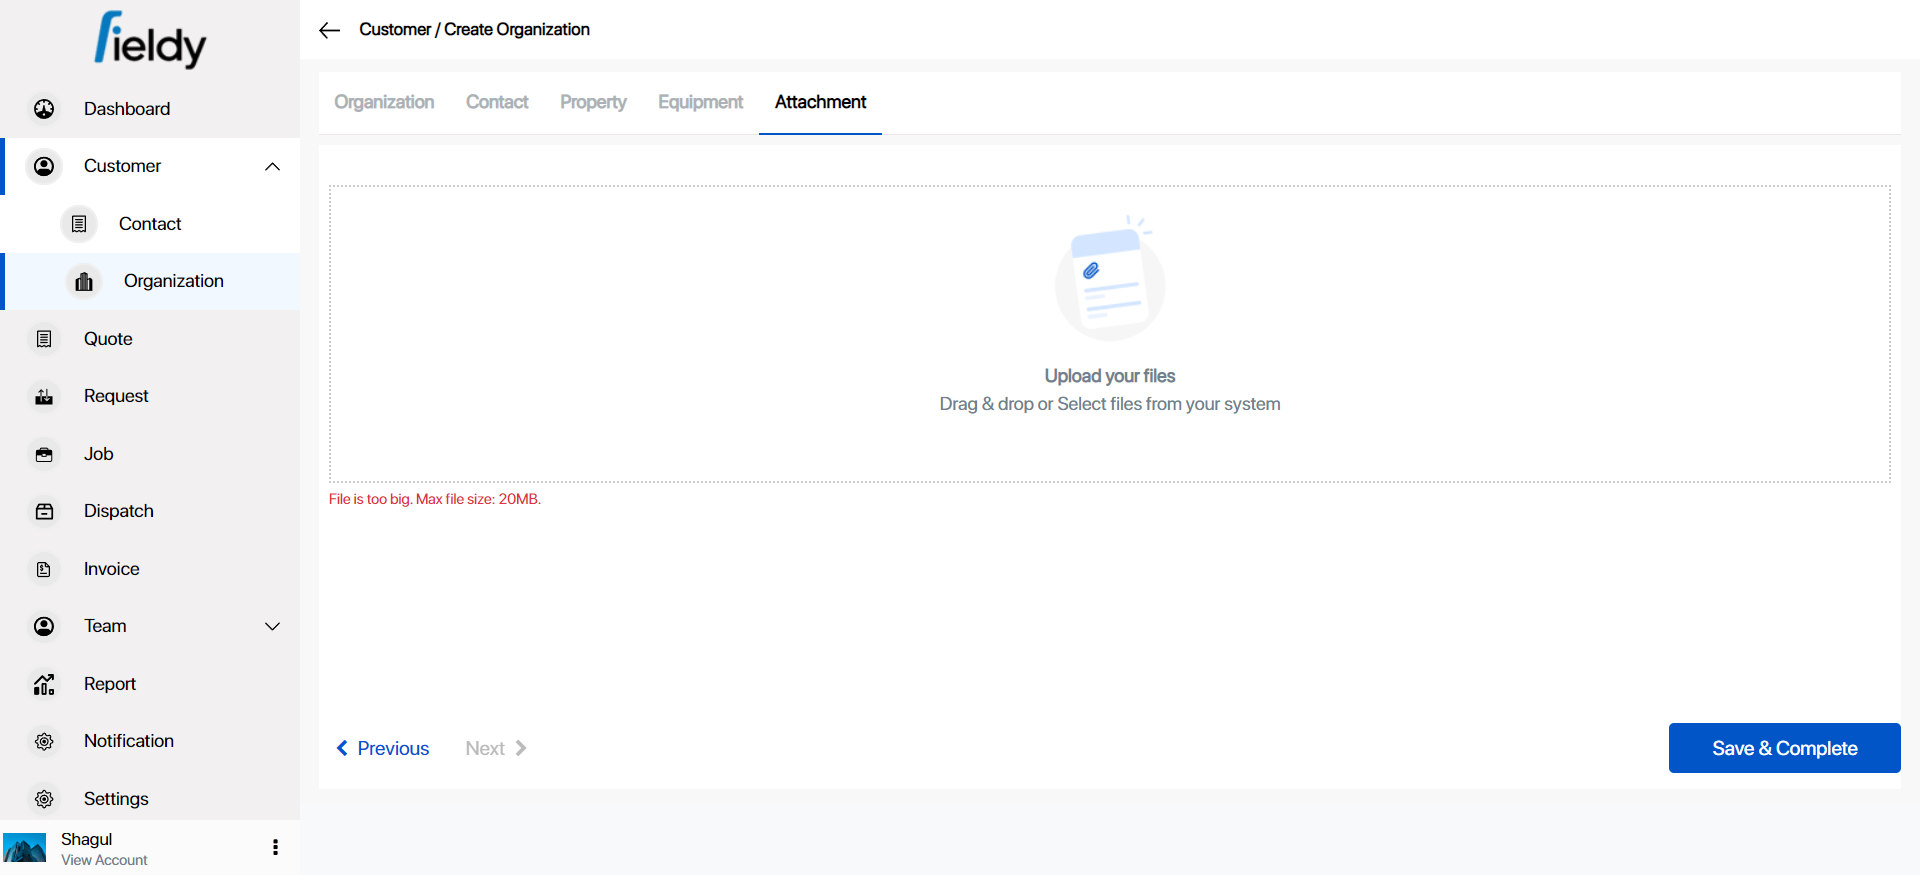 fieldy
Dashboard
Customer
Contact
Organization
Quote
Request
Job
Dispatch
Invoice
Team
Report
Notification
Settings
Shagul
View Account
Customer / Create Organization
Organization Contact Property Equipment Attachment
Upload your files
Drag & drop or Select files from your system
File is too big. Max file size: 20MB.
Previous Next
Save & Complete